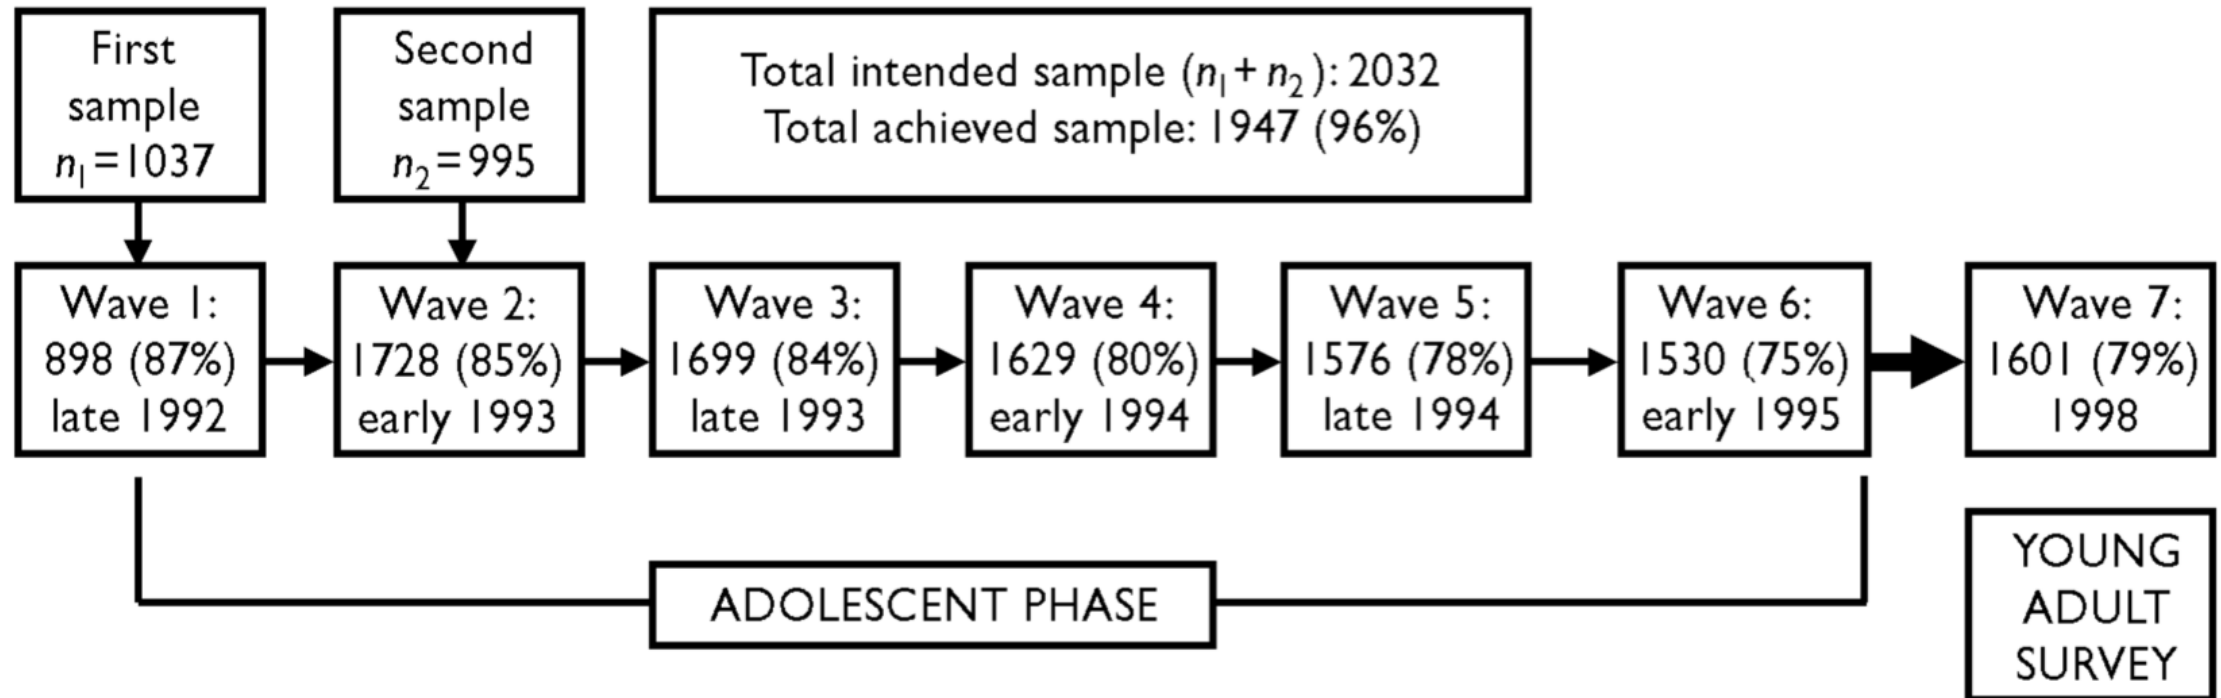 First
sample
n₁=1037
Second
sample
n₂=995
Total intended sample (n₁+ n₂): 2032
Total achieved sample: 1947 (96%)
Wave 1:
898 (87%)
late 1992
Wave 2:
1728 (85%)
early 1993
Wave 3:
1699 (84%)
late 1993
Wave 4:
1629 (80%)
early 1994
Wave 5:
1576 (78%)
late 1994
Wave 6:
1530 (75%)
early 1995
Wave 7:
1601 (79%)
1998
ADOLESCENT PHASE
YOUNG
ADULT
SURVEY